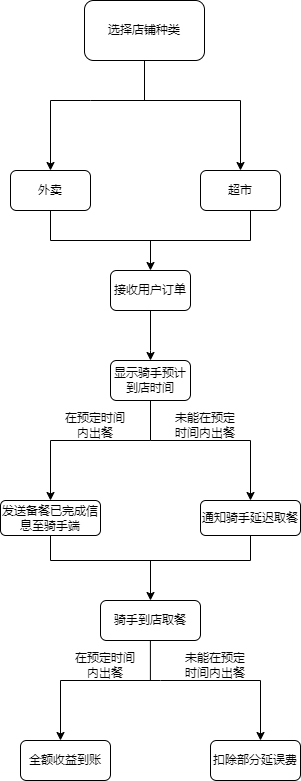 选择店铺种类
外卖
超市
接收用户订单
显示骑手预计
到店时间
在预定时间
内出餐
未能在预定
时间内出餐
发送备餐已完成信
息至骑手端
通知骑手延迟取餐
骑手到店取餐
在预定时间
内出餐
未能在预定
时间内出餐
全额收益到账
扣除部分延误费